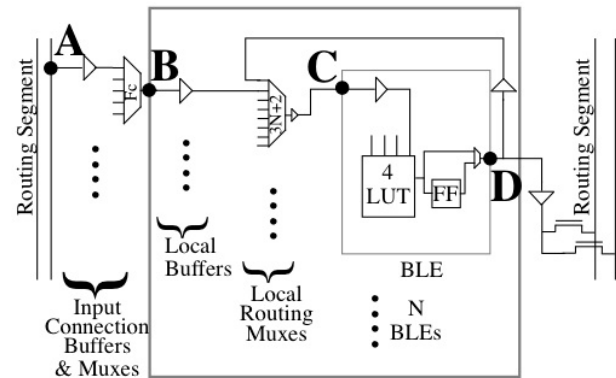 A
B
C
D
Routing Segment
Fc
3N+2
4
LUT
FF
Routing Segment
Local
Buffers
BLE
Input
Connection
Buffers
& Muxes
Local
Routing
Muxes
N
BLEs